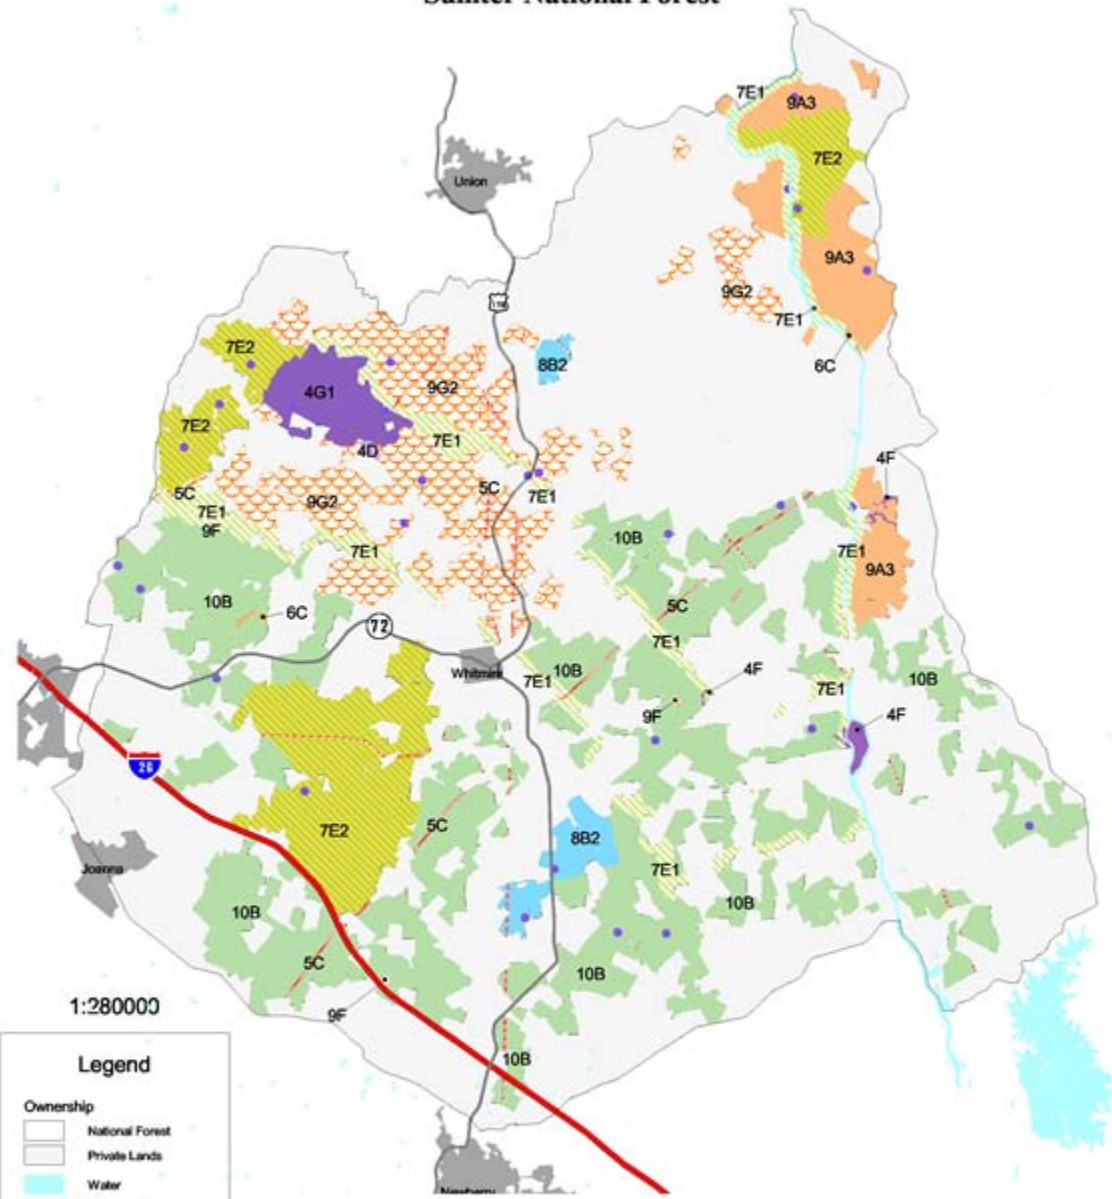 Sumter National Forest
7E1
9A3
7E2
Union
9A3
9G2
7E1
6C
8B2
7E2
4G1
9G2
7E2
7E1
4D
4F
5C
5C
7E1
9G2
7E1
9F
10B
7E1
7E1
9A3
10B
6C
5C
72
7E1
Whitmire
10B
7E1
4F
7E1
10B
9F
4F
26
7E2
5C
8B2
Joanna
7E1
10B
10B
5C
10B
1:280000
9F
10B
Legend
Ownership
National Forest
Private Lands
Water
Newberry